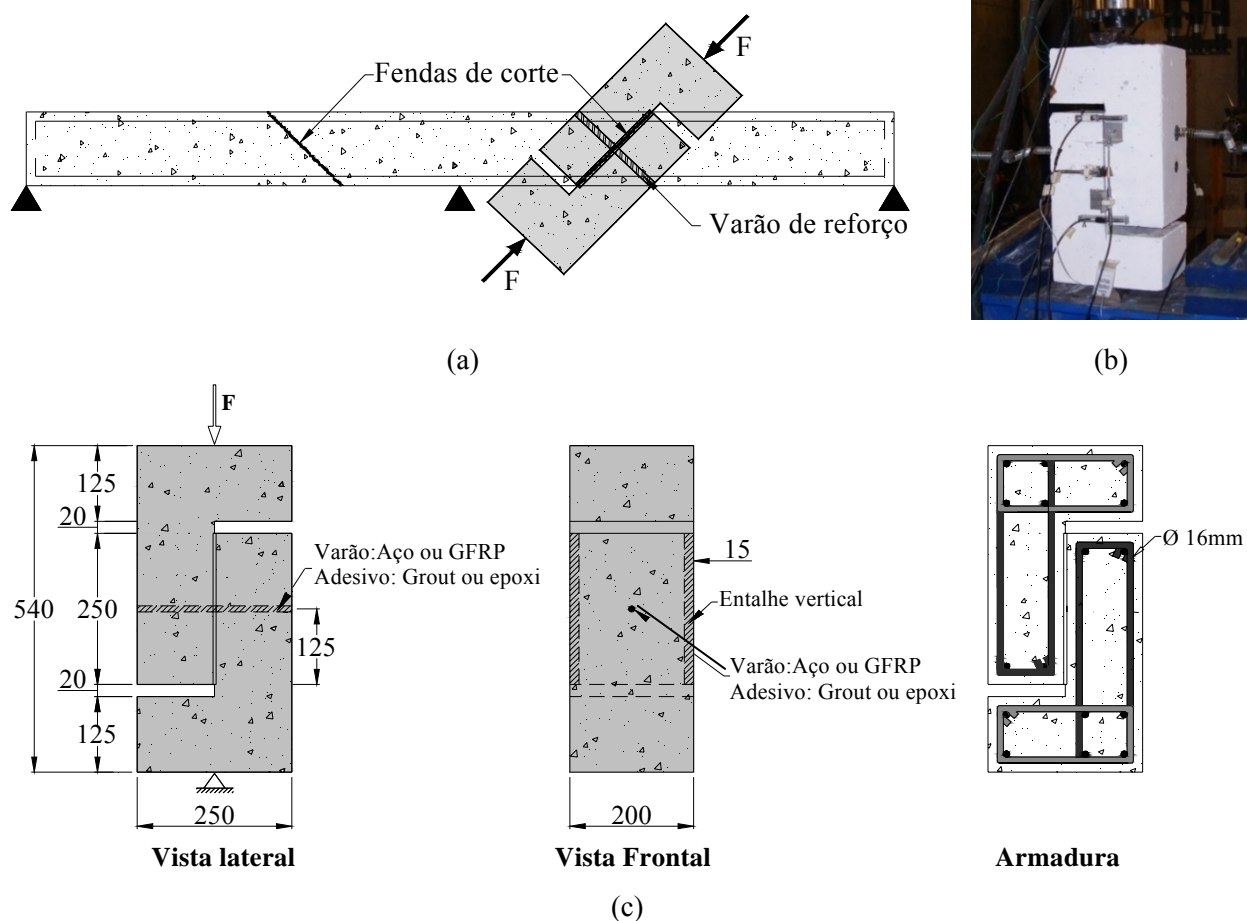 F
Fendas de corte
Varão de reforço
F
(a)
(b)
F
125
20
250
540
20
125
Varão:Aço ou GFRP
Adesivo: Grout ou epoxi
125
250
Vista lateral
15
Entalhe vertical
Varão:Aço ou GFRP
Adesivo: Grout ou epoxi
200
Vista Frontal
Ø 16mm
Armadura
(c)